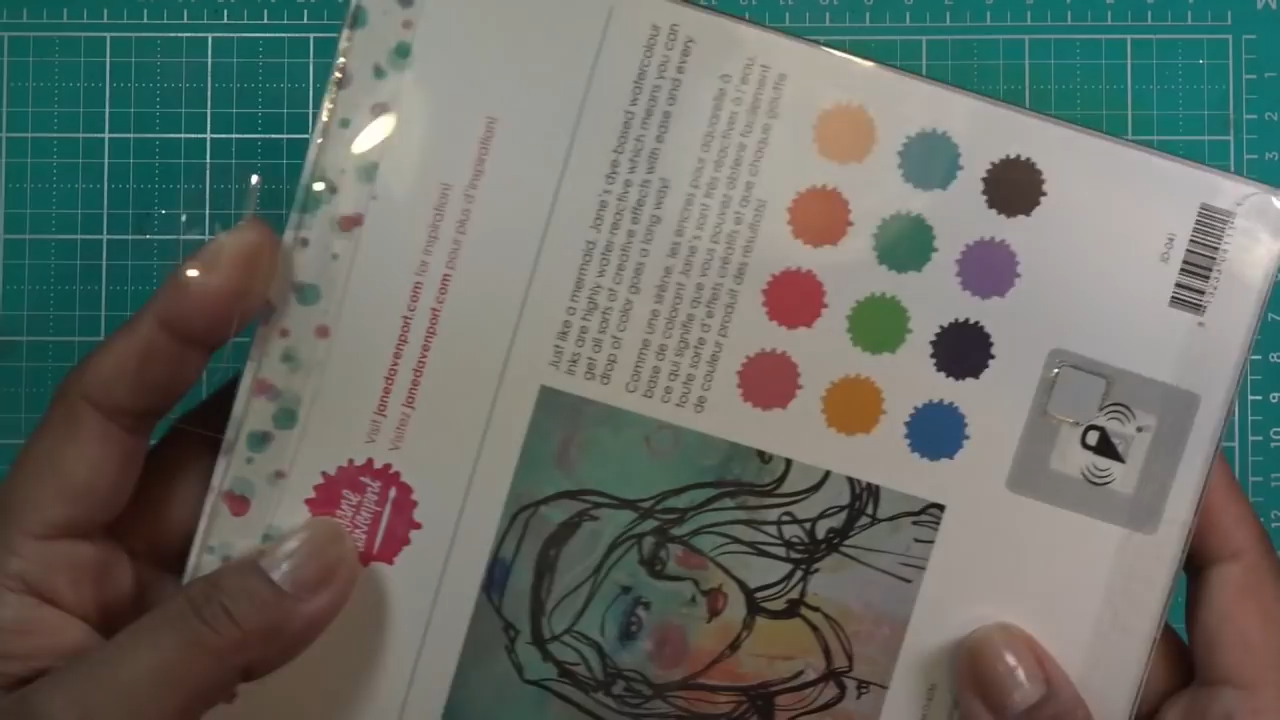 Jane
davenport
Visit janedavenport.com for inspiration!
Visitez janedavenport.com pour plus d'inspiration!
Just like a mermaid. Jane's dye-based watercolour
inks are highly water-reactive which means you can
get all sorts of creative effects with ease and every
drop of color goes a long way!
Comme une sirène, les encres pour aquarelle à
base de colorant Jane's sont très réactives à l'eau,
ce qui signifie que vous pouvez obtenir facilement
toute sorte d'effets créatifs et que chaque goutte
de couleur produit des résultats!
JD-041